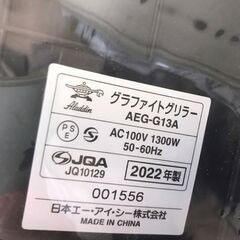 Aladdin
グラファイトグリラー
AEG-G13A
PSE
AC100V 1300W
50-60Hz
JQA
JQ10129
2022年製
001556
日本エー・アイ・シー株式会社
MADE IN CHINA